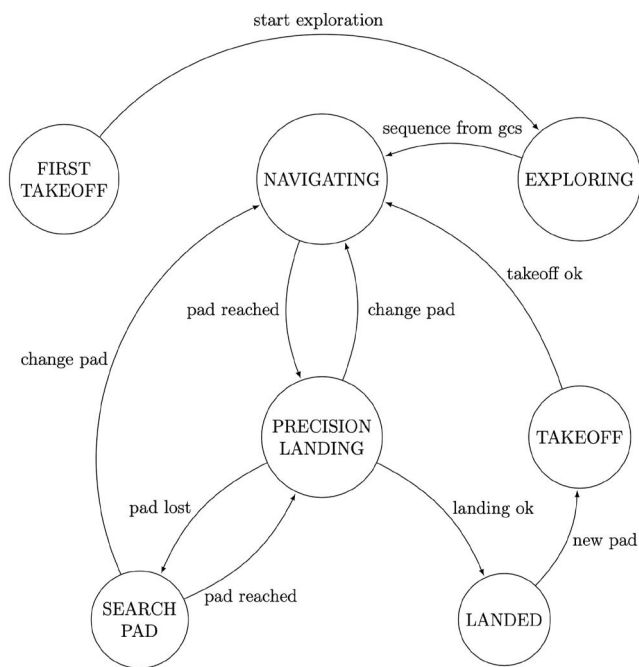 start exploration
sequence from gcs
FIRST
TAKEOFF
NAVIGATING
EXPLORING
takeoff ok
pad reached
change pad
change pad
PRECISION
LANDING
TAKEOFF
pad lost
landing ok
new pad
pad reached
SEARCH
PAD
LANDED